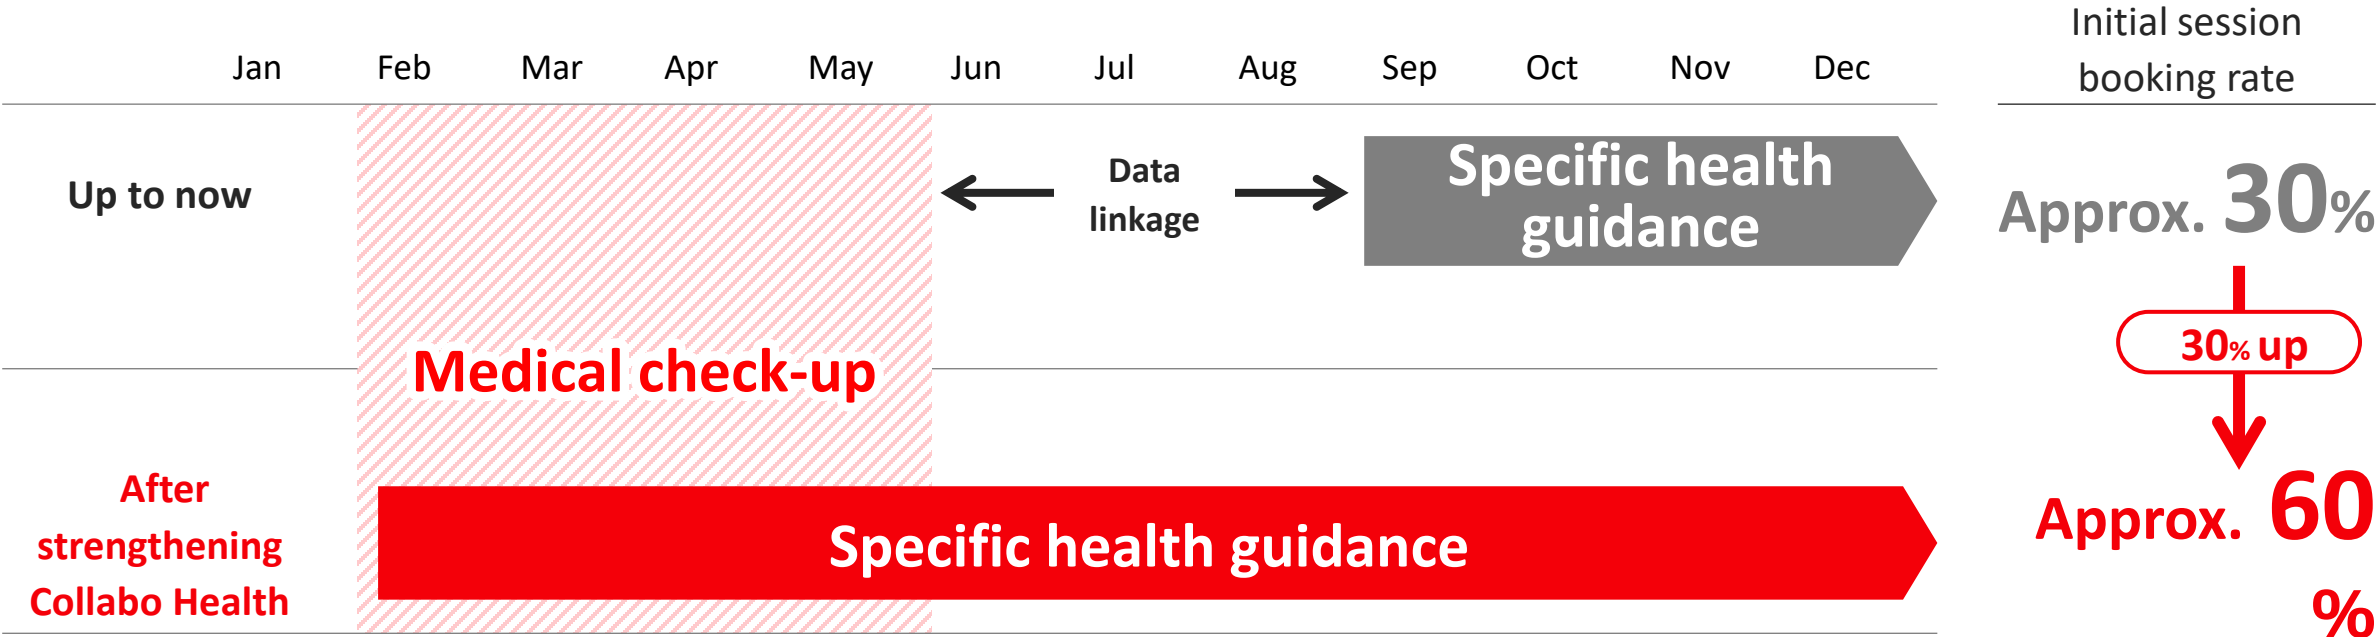 Initial session
booking rate
Jan Feb Mar Apr May Jun Jul Aug Sep Oct Nov Dec
Up to now
Data
linkage
Specific health
guidance
Approx. 30%
30% up
Medical check-up
After
strengthening
Collabo Health
Specific health guidance
Approx. 60
%